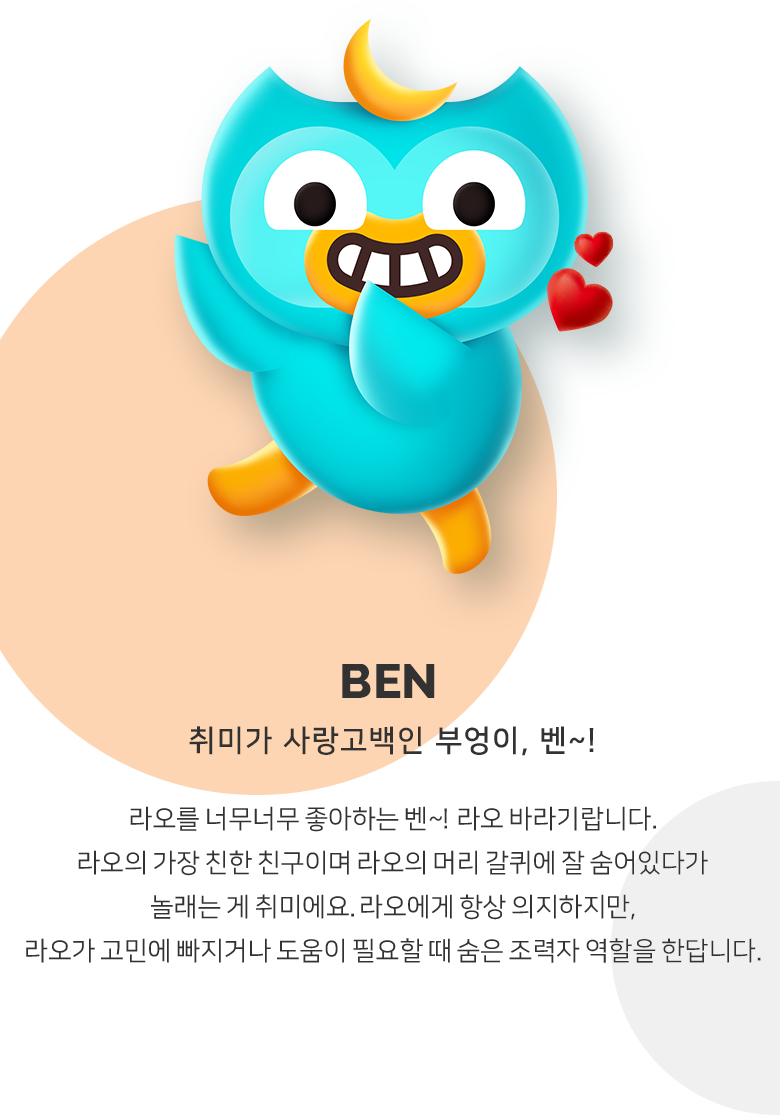 BEN
취미가 사랑고백인 부엉이, 벤~!
라오를 너무너무 좋아하는 벤~! 라오 바라기랍니다.
라오의 가장 친한 친구이며 라오의 머리 갈퀴에 잘 숨어있다가
놀래는 게 취미에요. 라오에게 항상 의지하지만,
라오가 고민에 빠지거나 도움이 필요할 때 숨은 조력자 역할을 한답니다.